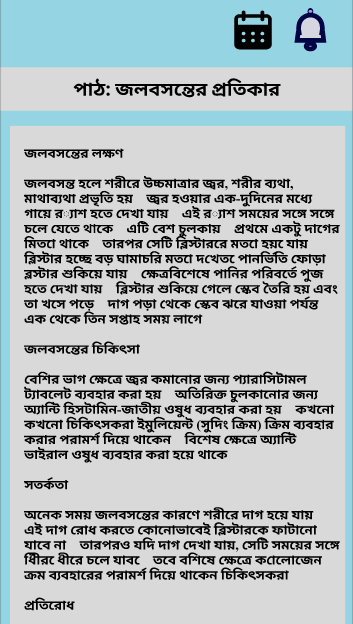 পাঠ: জলবসন্তের প্রতিকার
জলবসন্তের লক্ষণ
জলবসন্ত হলে শরীরে উচ্চমাত্রার জ্বর, শরীর ব্যথা,
মাথাব্যথা প্রভৃতি হয় জ্বর হওয়ার এক-দুদিনের মধ্যে
গায়ে র‍্যাশ হতে দেখা যায় এই র‍্যাশ সময়ের সঙ্গে সঙ্গে
চলে যেতে থাকে এটি বেশ চুলকায় প্রথমে একটু দাগের
মিতো থাকে তারপর সেটি ব্লিস্টাররে মতো হয়ে যায়
ব্লিস্টার হচ্ছে বড় ঘামাচরি মতো দখেতে পানভির্তি ফোড়া
ব্লস্টার শুকিয়ে যায় ক্ষেত্রবিশেষে পানির পরিবর্তে পুজ
হতে দেখা যায় ব্লিস্টার শুকিয়ে গেলে স্কেব তৈরি হয় এবং
তা খসে পড়ে দাগ পড়া থেকে স্কেব ঝরে যাওয়া পর্যন্ত
এক থেকে তিন সপ্তাহ সময় লাগে
জলবসন্তের চিকিৎসা
বেশির ভাগ ক্ষেত্রে জ্বর কমানোর জন্য প্যারাসিটামল
ট্যাবলেট ব্যবহার করা হয় অতিরিক্ত চুলকানোর জন্য
অ্যান্টি হিসটামিন-জাতীয় ওষুধ ব্যবহার করা হয় কখনো
কখনো চিকিৎসকরা ইমুলিয়েন্ট (সুদিং ক্রিম) ক্রিম ব্যবহার
করার পরামর্শ দিয়ে থাকেন বিশেষ ক্ষেত্রে অ্যান্টি
ভাইরাল ওষুধ ব্যবহার করা হয়ে থাকে
সতর্কতা
অনেক সময় জলবসন্তের কারণে শরীরে দাগ হয়ে যায়
এই দাগ রোধ করতে কোনোভাবেই ব্লিস্টারকে ফাটানো
যাবে না তারপরও যদি দাগ দেখা যায়, সেটি সময়ের সঙ্গে
ধীিরে ধীরে চলে যাবে তবে বশিষে ক্ষেত্রে কোলোজেন
ক্রমি ব্যবহারের পরামর্শ দিয়ে থাকেন চিকিৎসকরা
প্রতিরোধ